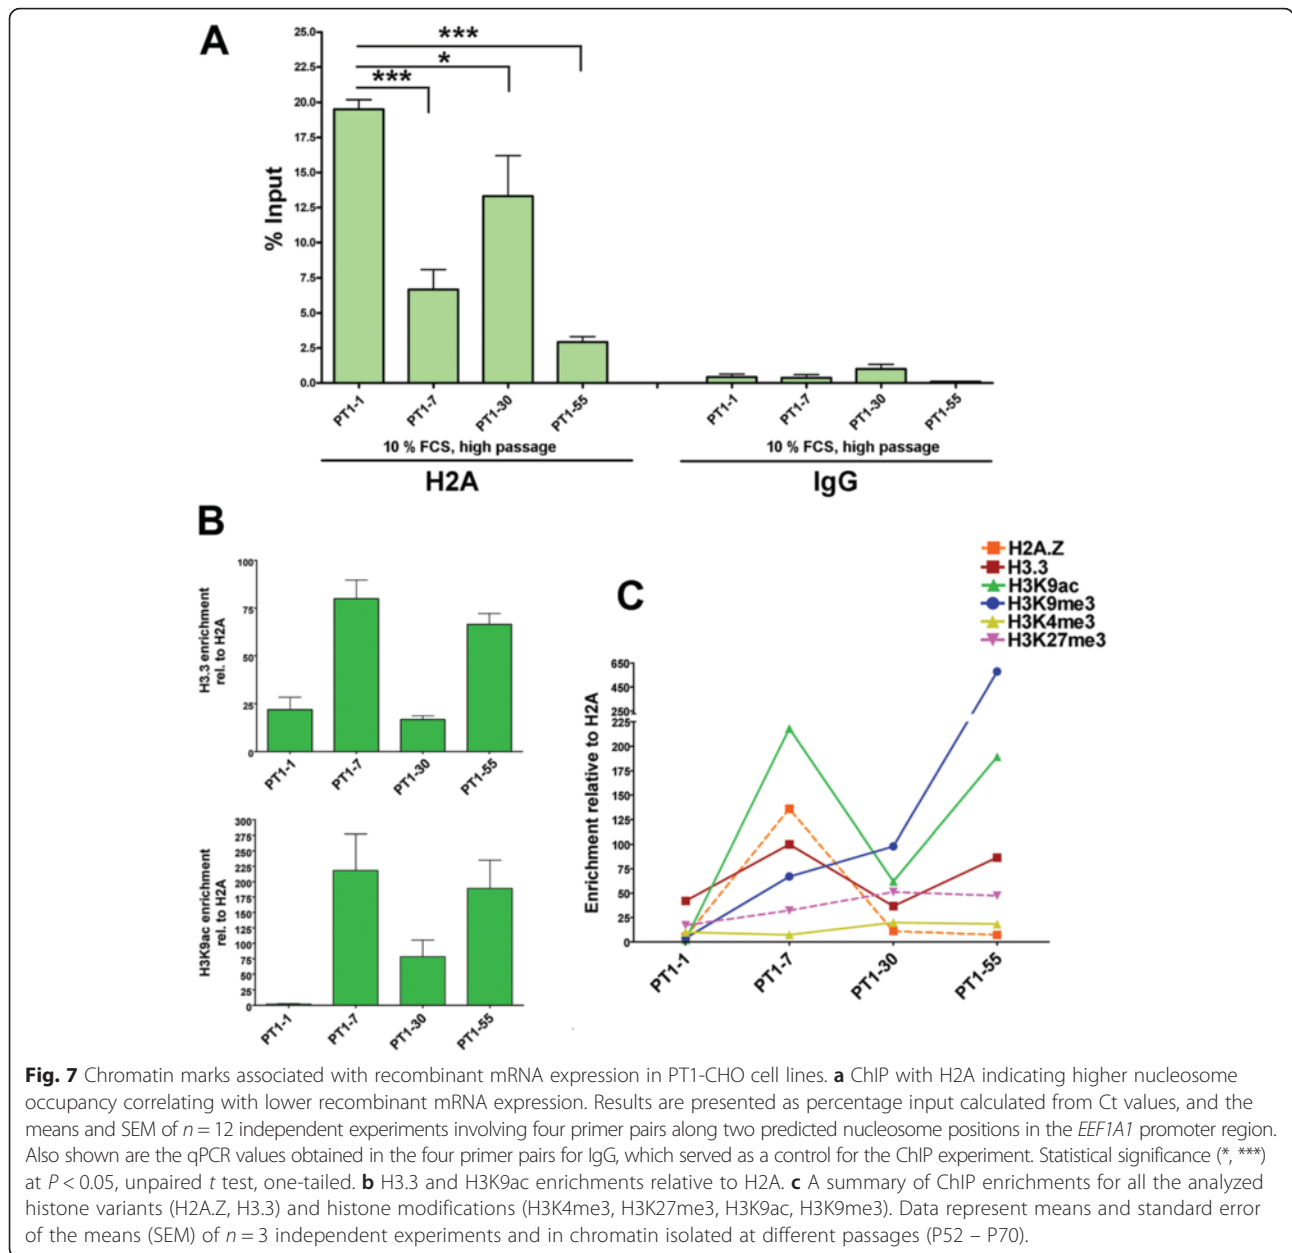 A
***
*
***
% Input
25.0
22.5
20.0
17.5
15.0
12.5
10.0
7.5
5.0
2.5
0.0
PT1-1
PT1-7
PT1-30
PT1-55
PT1-1
PT1-7
PT1-30
PT1-55
10 % FCS, high passage
10 % FCS, high passage
H2A
IgG
B
H3.3 enrichment
rel. to H2A
100
75
50
25
0
PT1-1
PT1-7
PT1-30
PT1-55
H3K9ac enrichment
rel. to H2A
300
275
250
225
200
175
150
125
100
75
50
25
0
PT1-1
PT1-7
PT1-30
PT1-55
C
H2A.Z
H3.3
H3K9ac
H3K9me3
H3K4me3
H3K27me3
Enrichment relative to H2A
650
450
250
225
200
175
150
125
100
75
50
25
0
PT1-1
PT1-7
PT1-30
PT1-55
Fig. 7 Chromatin marks associated with recombinant mRNA expression in PT1-CHO cell lines. a ChIP with H2A indicating higher nucleosome
occupancy correlating with lower recombinant mRNA expression. Results are presented as percentage input calculated from Ct values, and the
means and SEM of n = 12 independent experiments involving four primer pairs along two predicted nucleosome positions in the EEF1A1 promoter region.
Also shown are the qPCR values obtained in the four primer pairs for IgG, which served as a control for the ChIP experiment. Statistical significance (*, ***)
at P < 0.05, unpaired t test, one-tailed. b H3.3 and H3K9ac enrichments relative to H2A. c A summary of ChIP enrichments for all the analyzed
histone variants (H2A.Z, H3.3) and histone modifications (H3K4me3, H3K27me3, H3K9ac, H3K9me3). Data represent means and standard error
of the means (SEM) of n = 3 independent experiments and in chromatin isolated at different passages (P52 – P70).